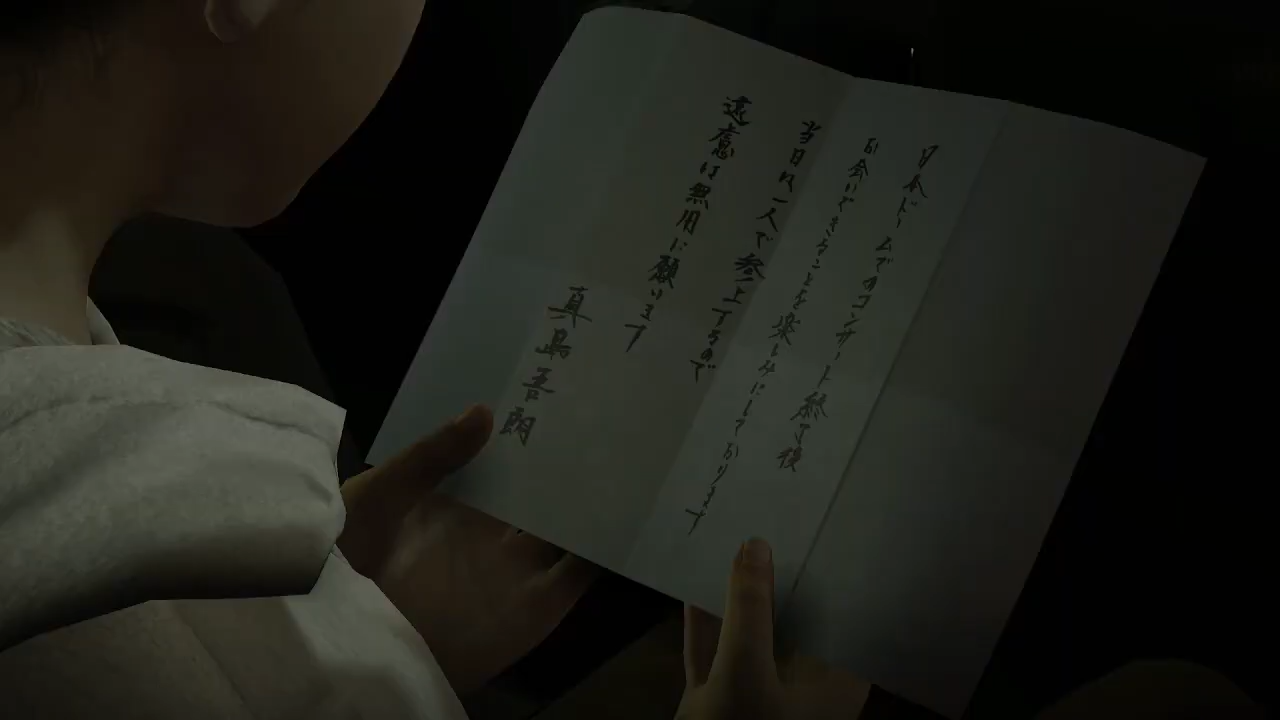 日本ドームでのコンサート終了後
お会いできることを楽しみにしております
当日は一人で参上するので
遠慮は無用に願います
真島吾朗